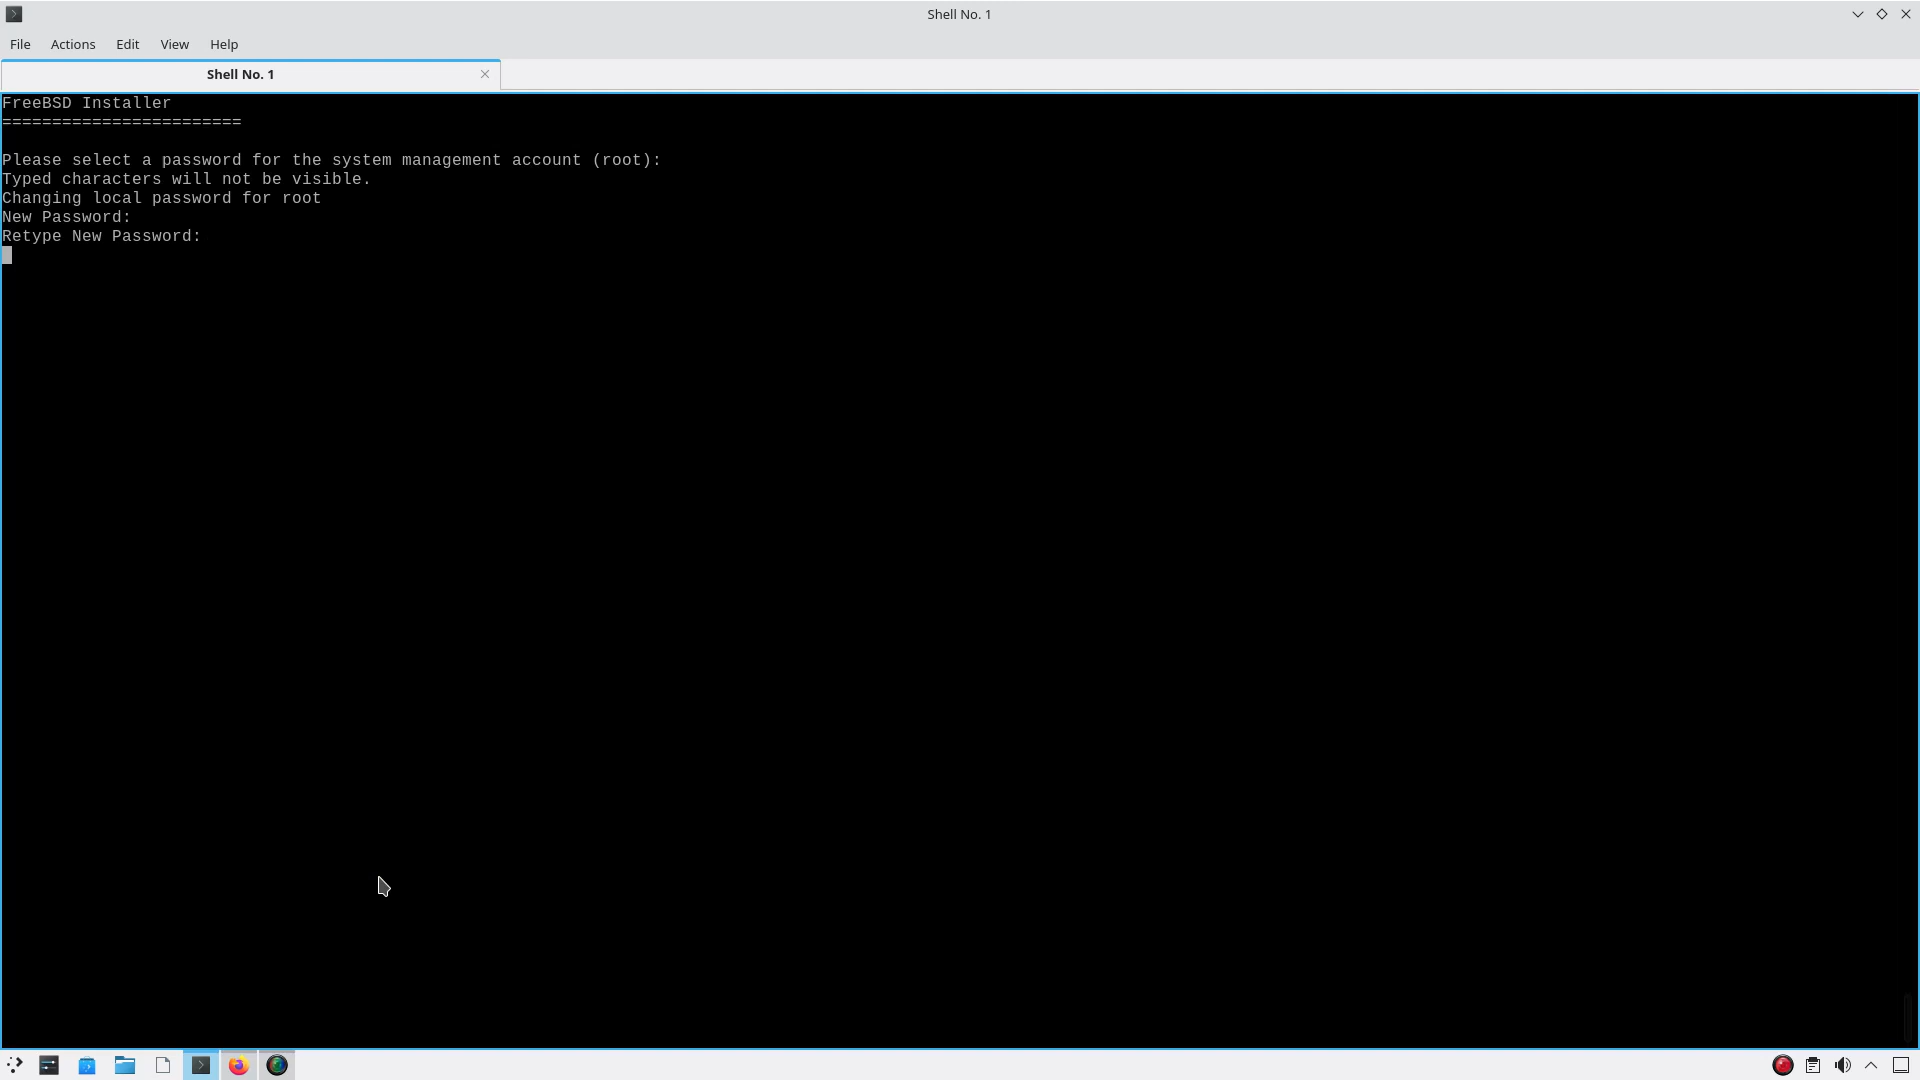 Shell No. 1
File Actions Edit View Help
Shell No. 1
FreeBSD Installer
========================
Please select a password for the system management account (root):
Typed characters will not be visible.
Changing local password for root
New Password:
Retype New Password: